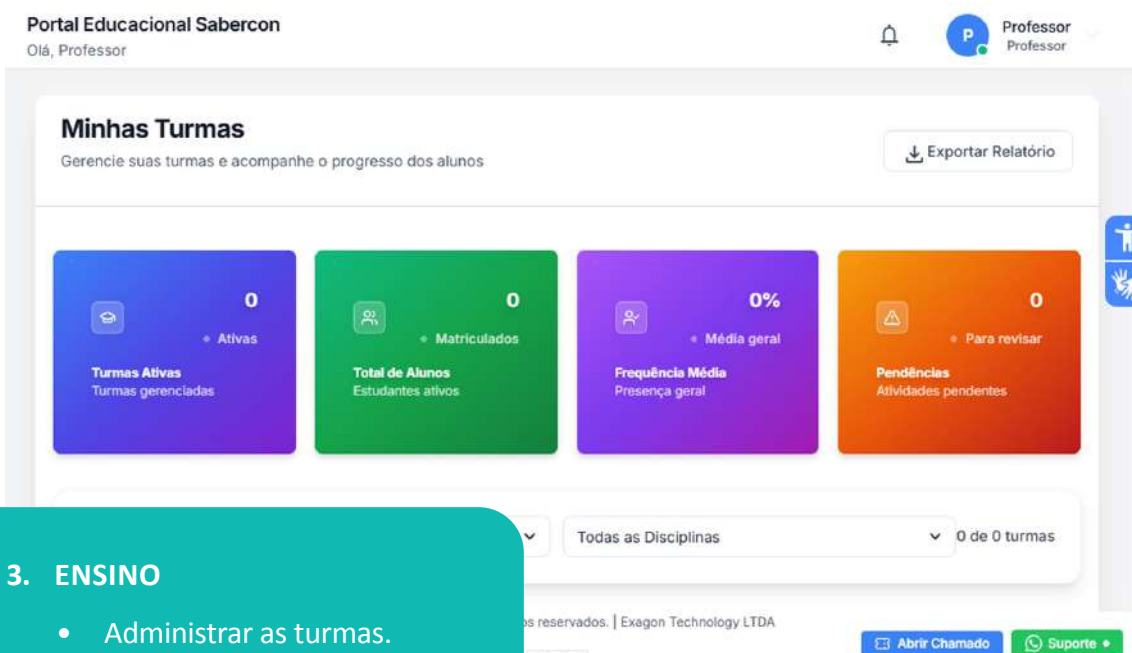 Portal Educacional Sabercon
Olá, Professor
P
Professor
Professor
Minhas Turmas
Gerencie suas turmas e acompanhe o progresso dos alunos
Exportar Relatório
0
Ativas
Turmas Ativas
Turmas gerenciadas
0
Matriculados
Total de Alunos
Estudantes ativos
0%
Média geral
Frequência Média
Presença geral
0
Para revisar
Pendências
Atividades pendentes
Todas as Disciplinas
0 de 0 turmas
3. ENSINO
• Administrar as turmas.
reservados. | Exagon Technology LTDA
Abrir Chamado
Suporte